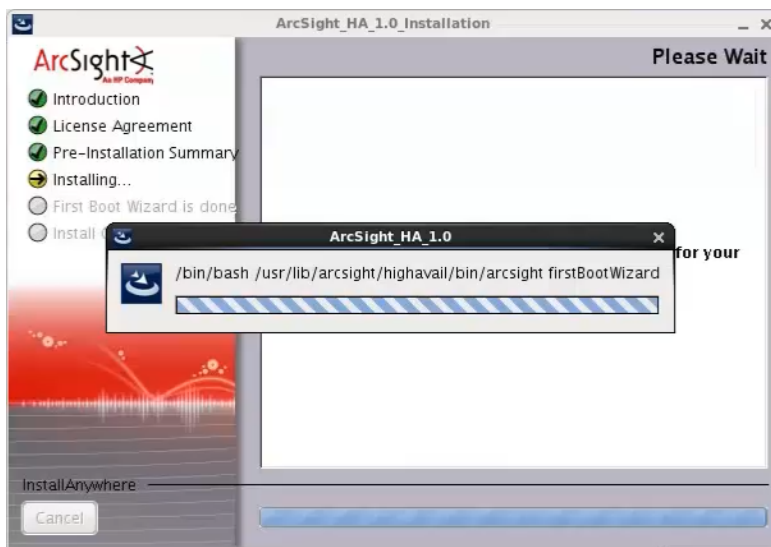 ArcSight_HA_1.0_Installation
ArcSight
An HP Company
Please Wait
Introduction
License Agreement
Pre-Installation Summary
Installing...
First Boot Wizard is done
Install
ArcSight_HA_1.0
/bin/bash /usr/lib/arcsight/highavail/bin/arcsight firstBootWizard
for your
InstallAnywhere
Cancel